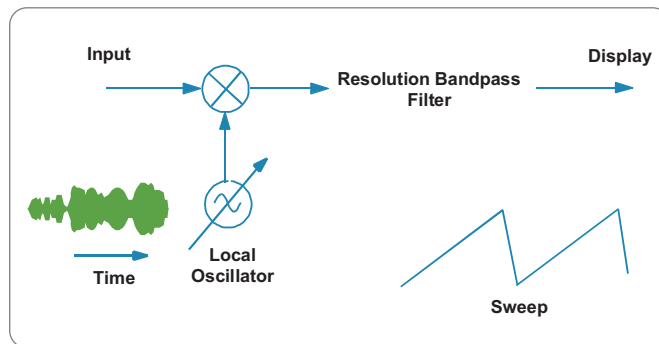 Input
Display
Resolution Bandpass
Filter
Local
Oscillator
Time
Sweep